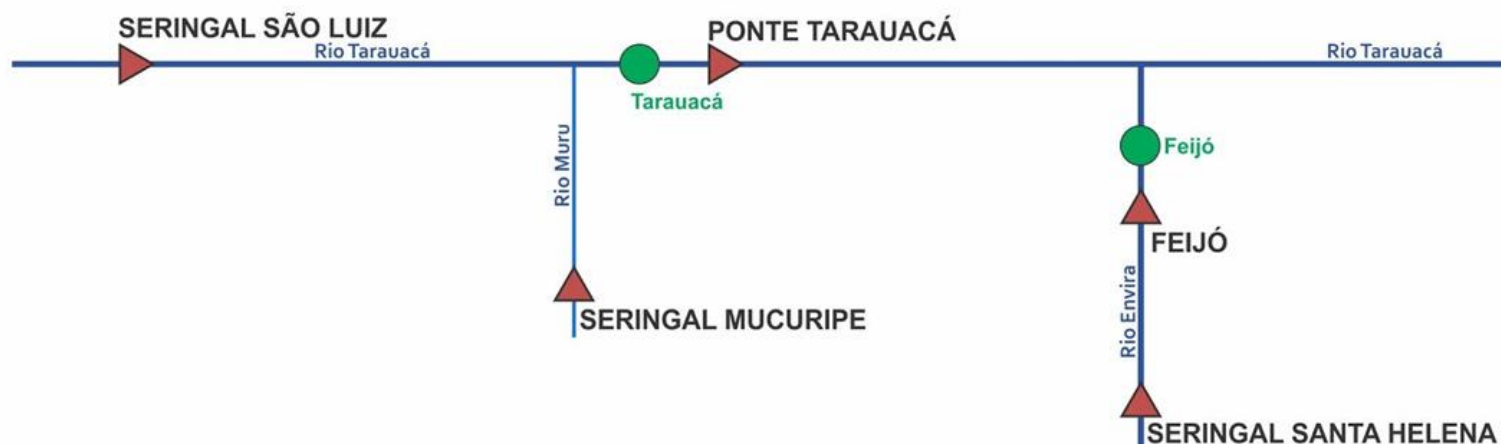 SERINGAL SÃO LUIZ
PONTE TARAUACÁ
Rio Tarauacá
Rio Tarauacá
Tarauacá
Rio Muru
Feijó
FEIJÓ
Rio Envira
SERINGAL MUCURIPE
SERINGAL SANTA HELENA